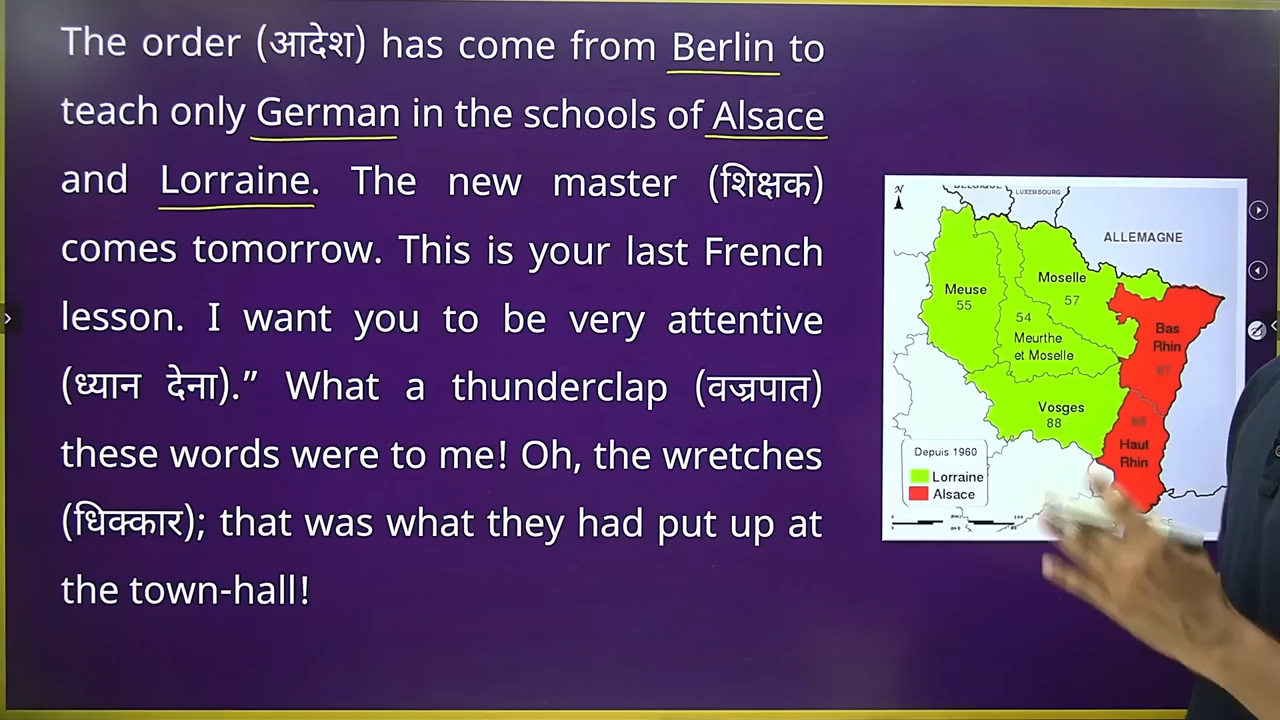 The order (आदेश) has come from Berlin to
teach only German in the schools of Alsace
and Lorraine. The new master (शिक्षक)
comes tomorrow. This is your last French
lesson. I want you to be very attentive
(ध्यान देना).” What a thunderclap (वज्रपात)
these words were to me! Oh, the wretches
(धिक्कार); that was what they had put up at
the town-hall!
N
BELGIQUE
LUXEMBOURG
ALLEMAGNE
Moselle
57
Meuse
55
54
Meurthe
et Moselle
Bas
Rhin
67
Vosges
88
Haut
Rhin
Depuis 1960
Lorraine
Alsace